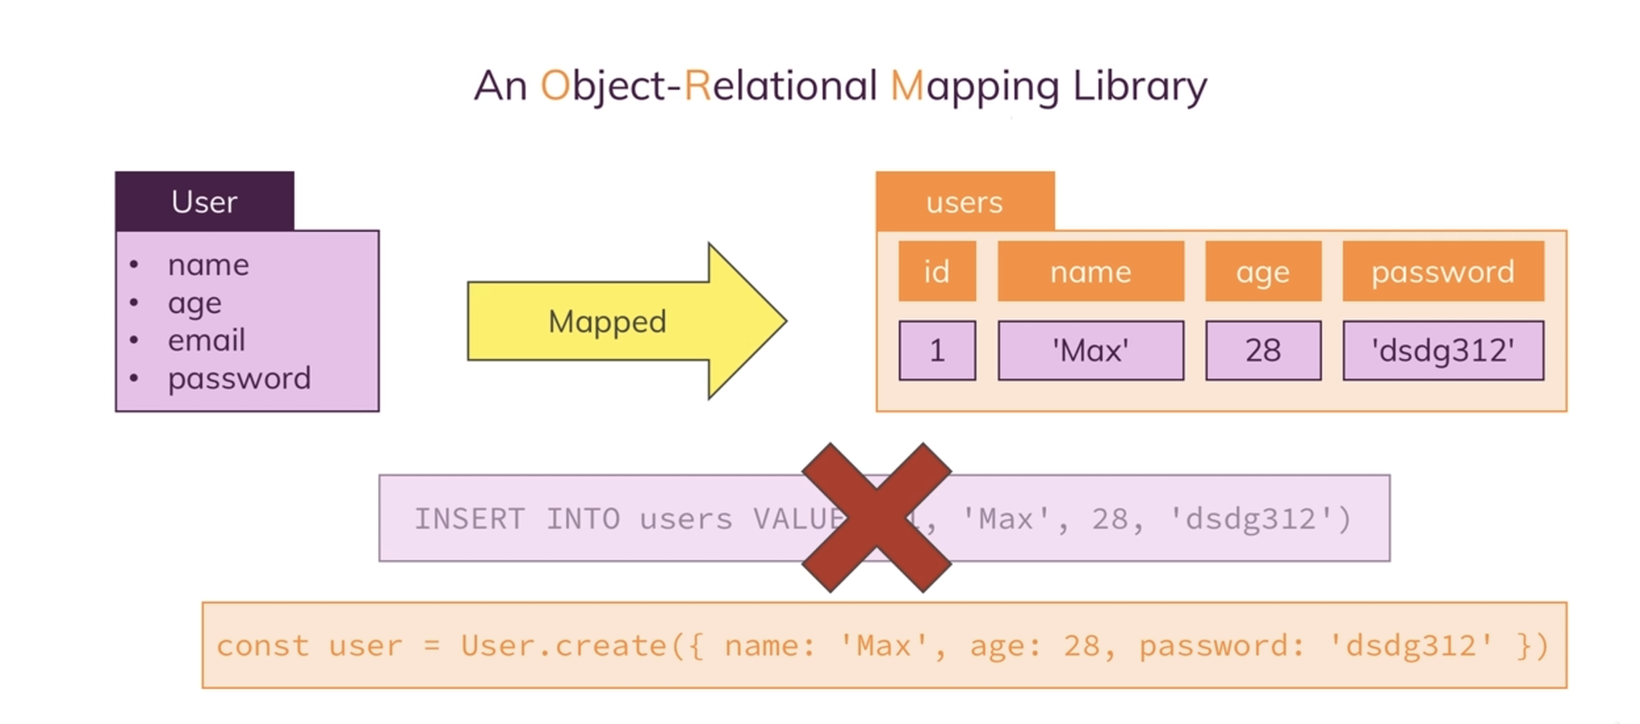 An Object-Relational Mapping Library
User
• name
• age
• email
• password
Mapped
users
id name age password
1 'Max' 28 'dsdg312'
INSERT INTO users VALUE 1, 'Max', 28, 'dsdg312')
const user = User.create({ name: 'Max', age: 28, password: 'dsdg312' })